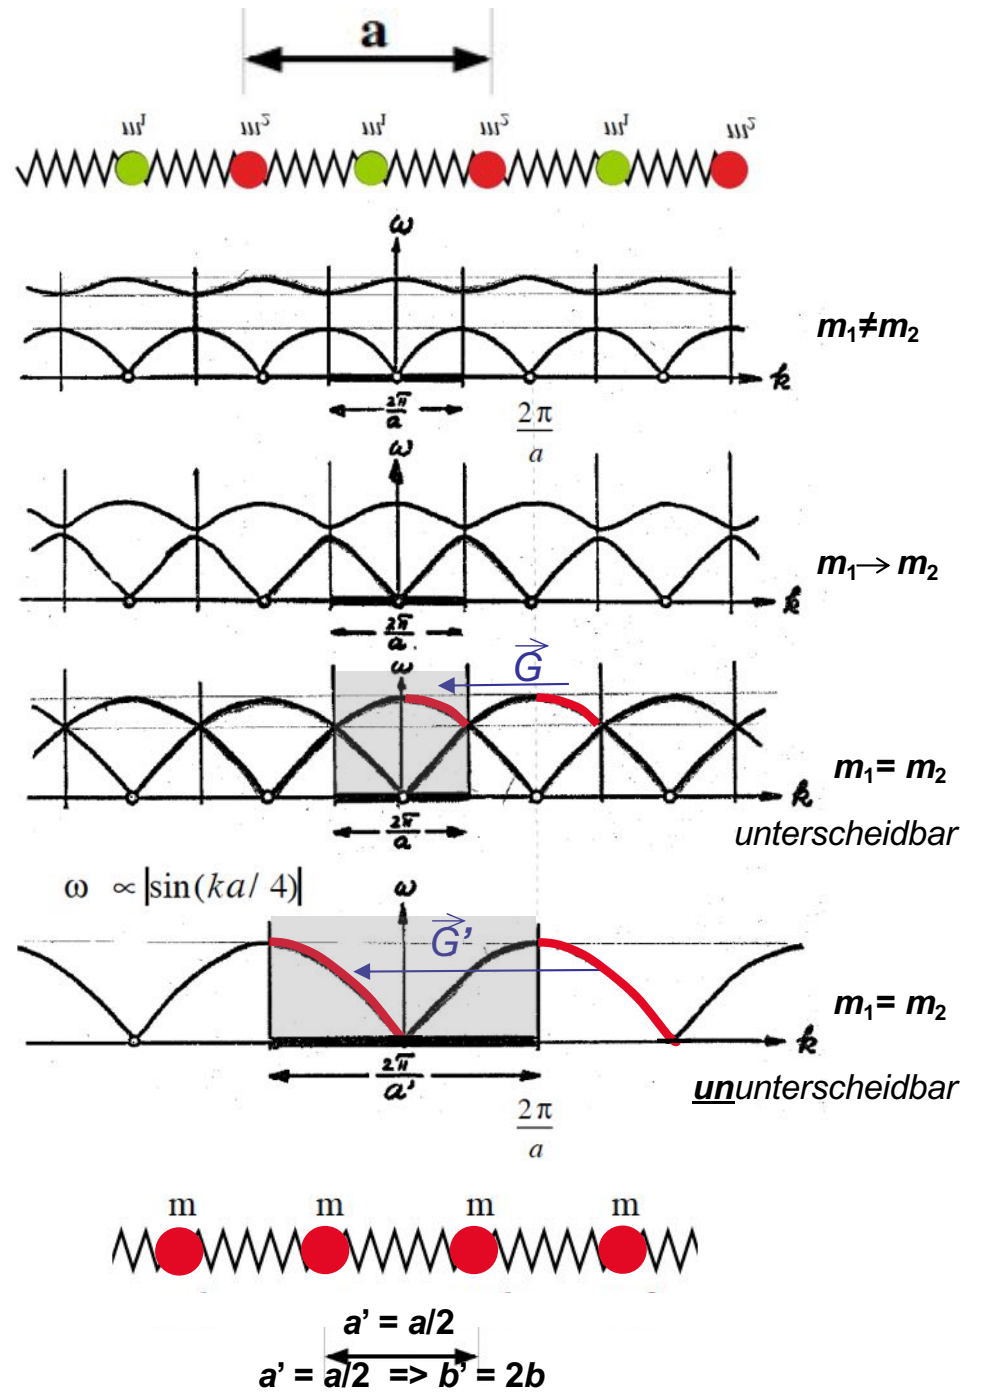 a
m1 m2 m1 m2 m1 m2
ω
m1≠m2
k
2π/a
2π/a
ω
m1→ m2
k
2π/a
G
ω
m1= m2
k
unterscheidbar
2π/a
ω ∝|sin(ka/ 4)|
ω
G’
m1= m2
k
2π/a'
ununterscheidbar
2π/a
m m m m
a’ = a/2
a’ = a/2 => b’ = 2b